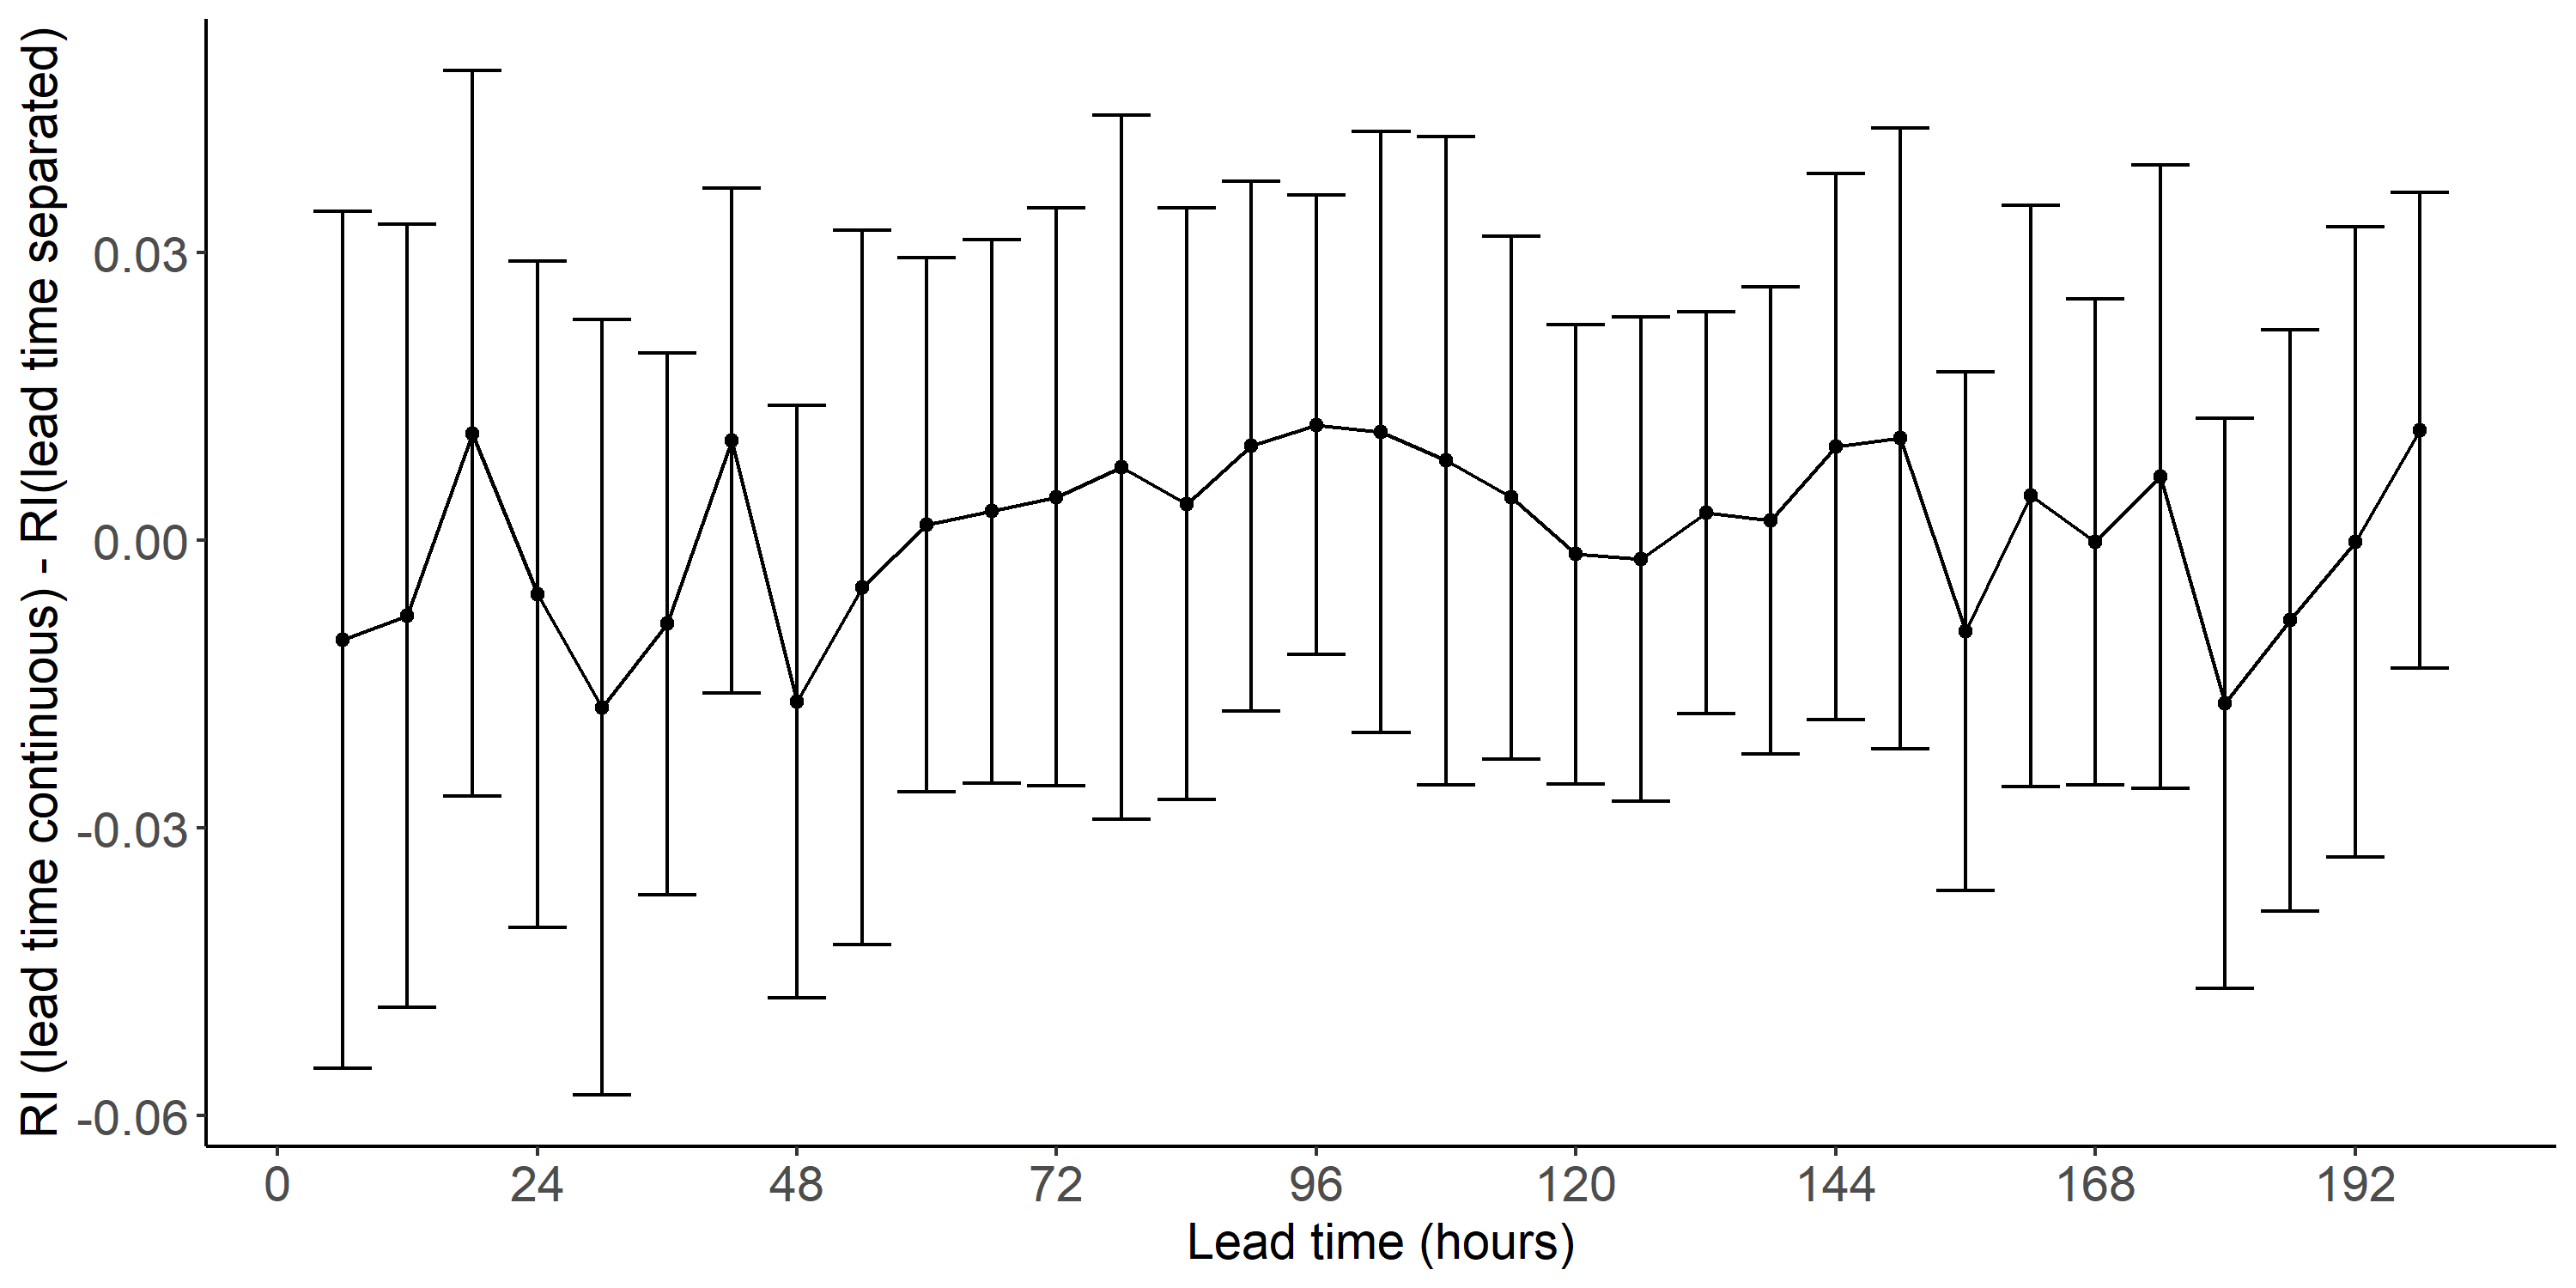 RI (lead time continuous) - RI(lead time separated)
0.03
0.00
-0.03
-0.06
0 24 48 72 96 120 144 168 192
Lead time (hours)